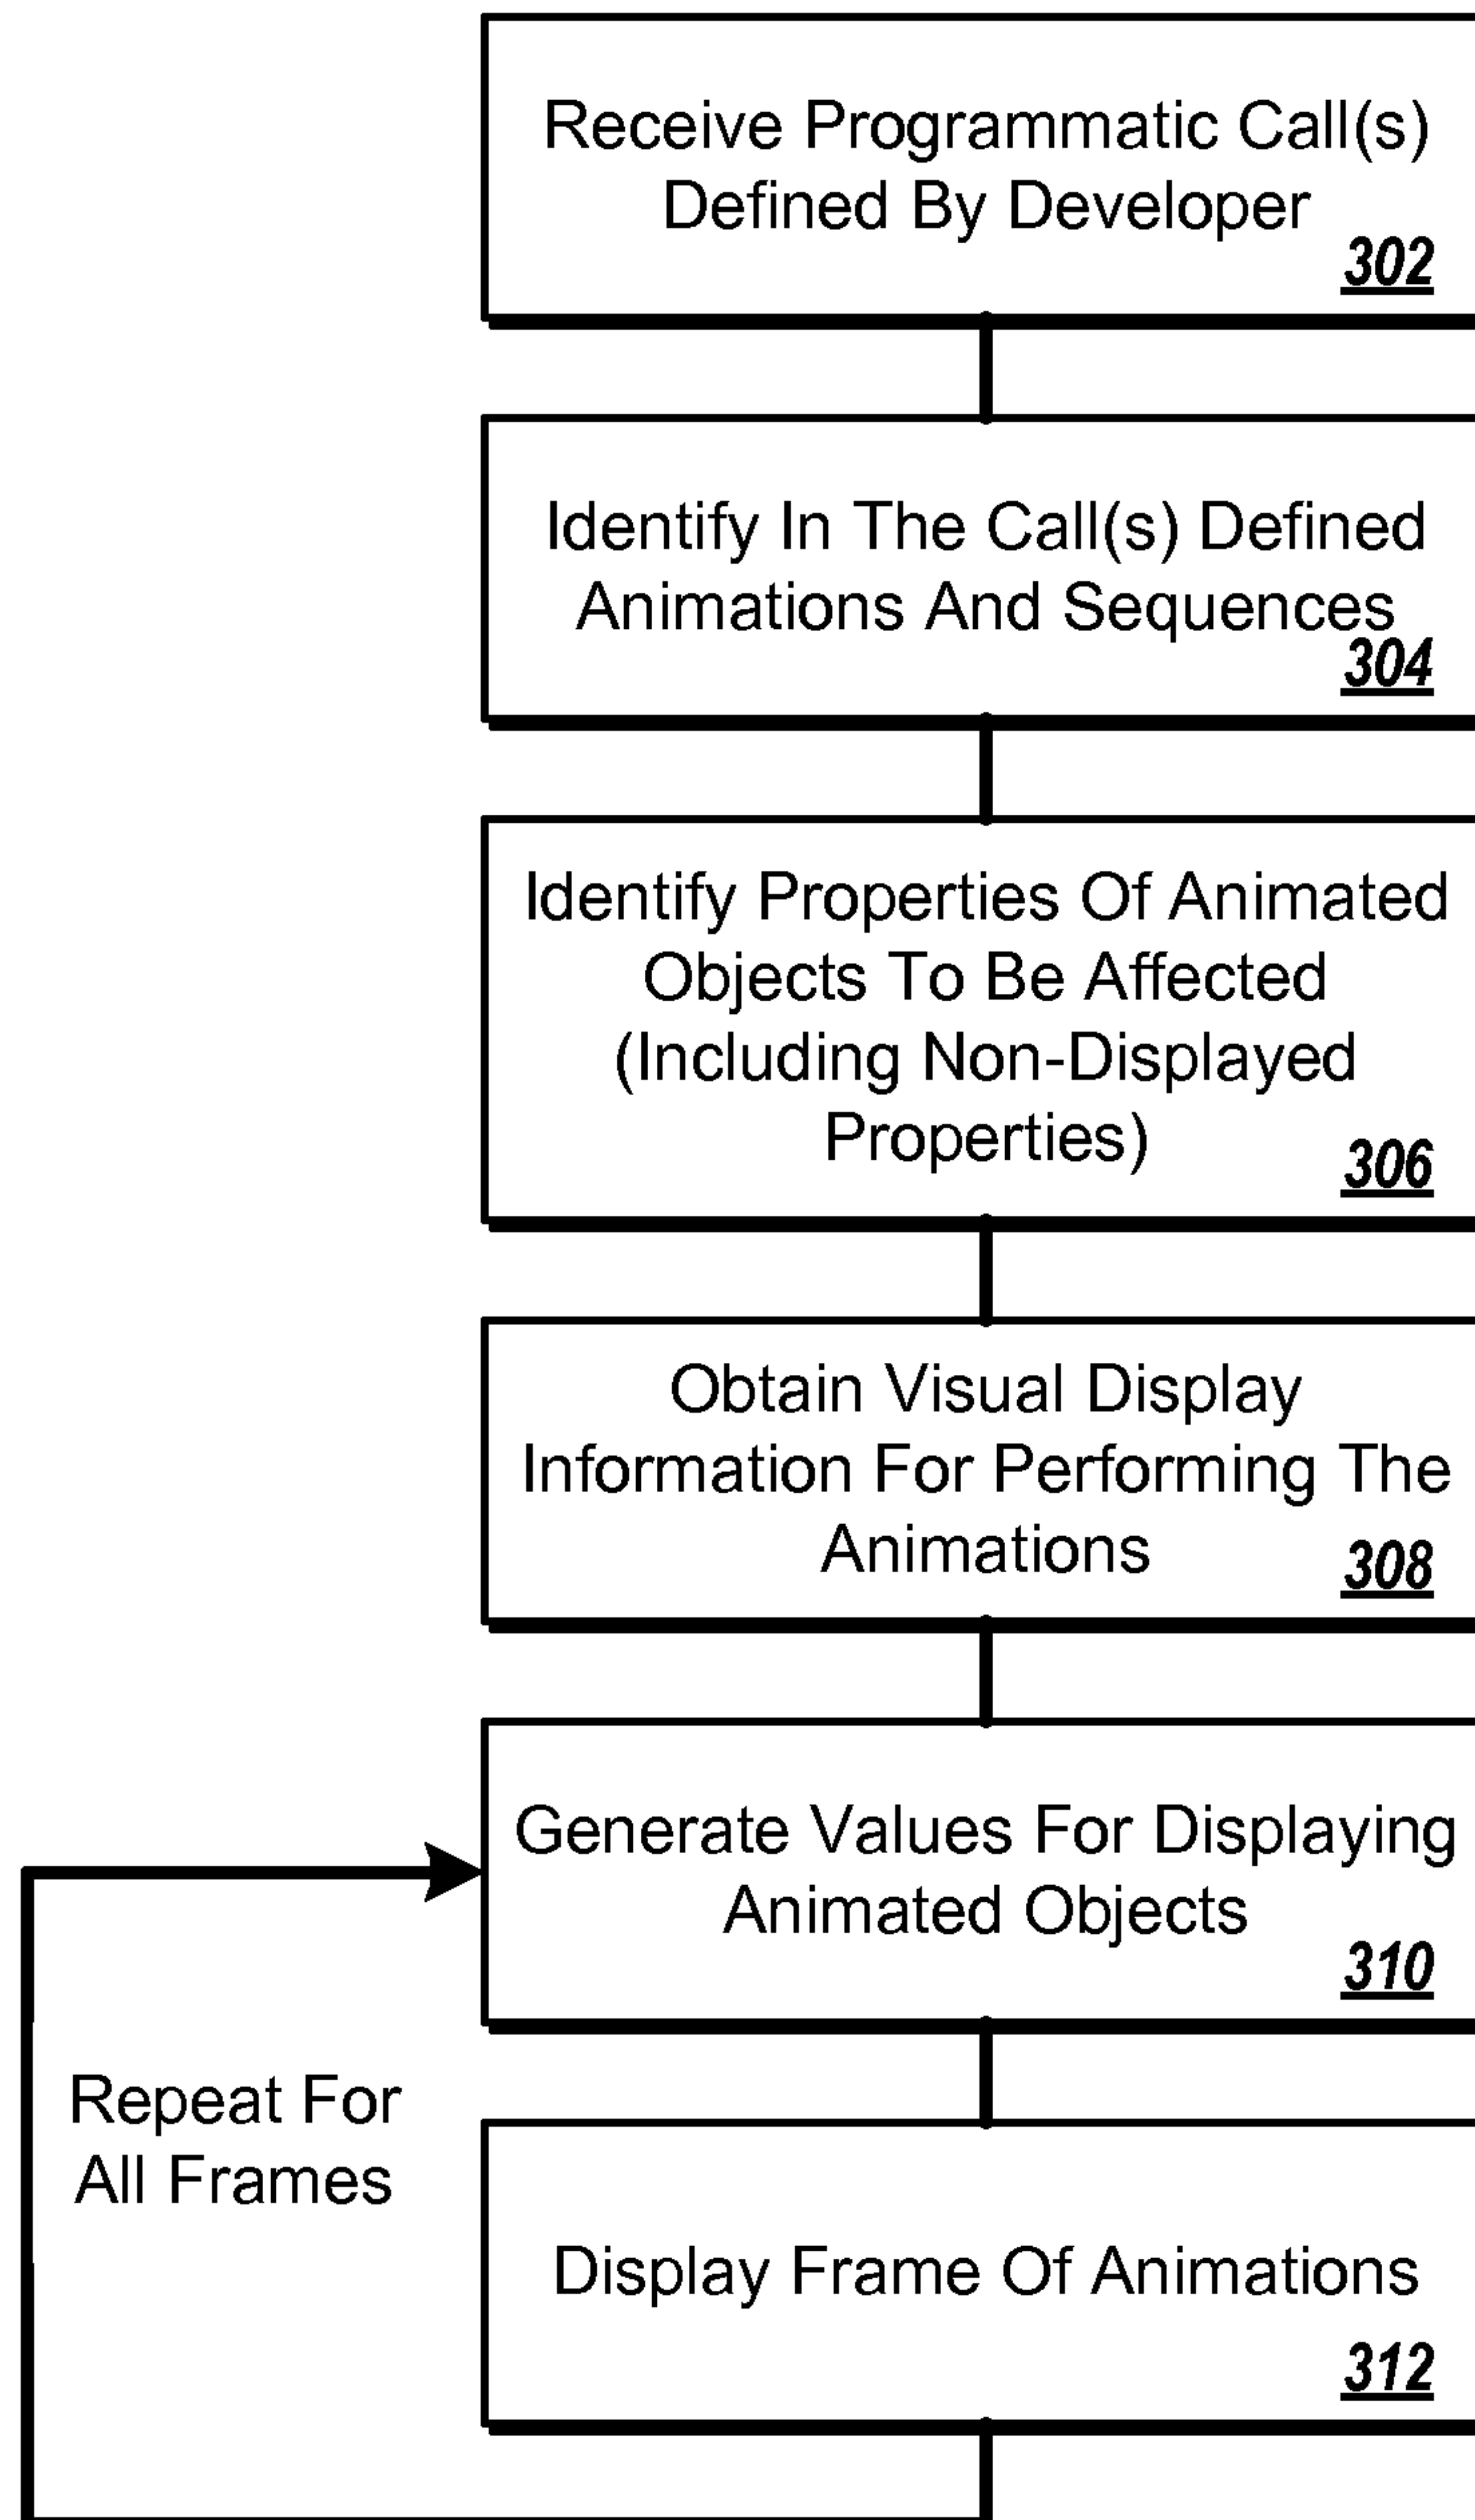 Receive Programmatic Call(s)
Defined By Developer
302
Identify In The Call(s) Defined
Animations And Sequences
304
Identify Properties Of Animated
Objects To Be Affected
(Including Non-Displayed
Properties)
306
Obtain Visual Display
Information For Performing The
Animations
308
Generate Values For Displaying
Animated Objects
310
Repeat For
All Frames
Display Frame Of Animations
312